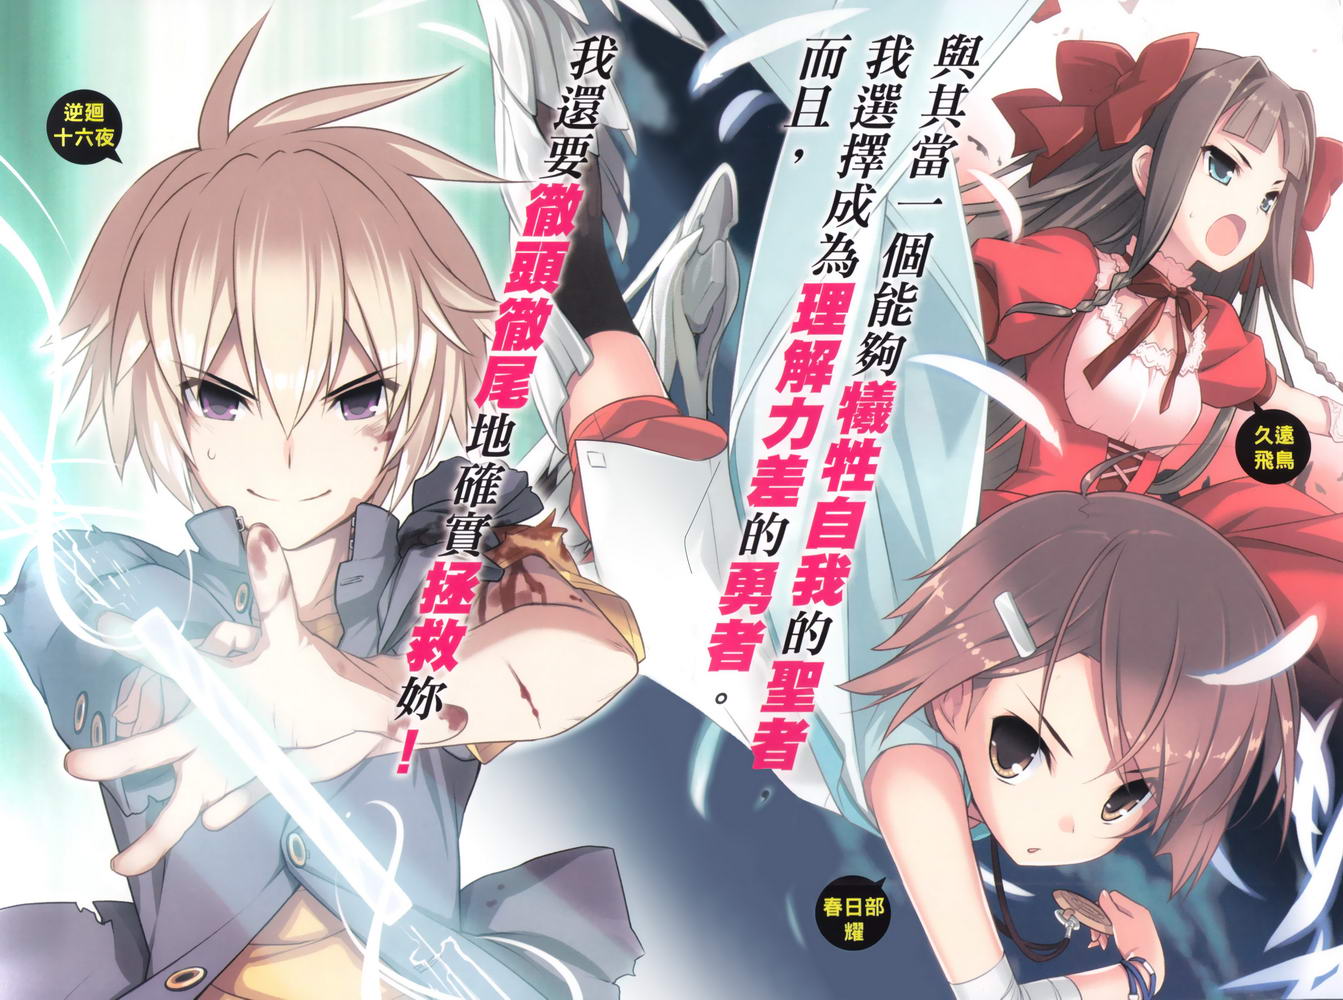 與其當一個能夠犧牲自我的聖者，
我選擇成為理解力差的勇者。
而且，
我還要徹頭徹尾地確實拯救妳！
逆廻
十六夜
久遠
飛鳥
春日部
耀